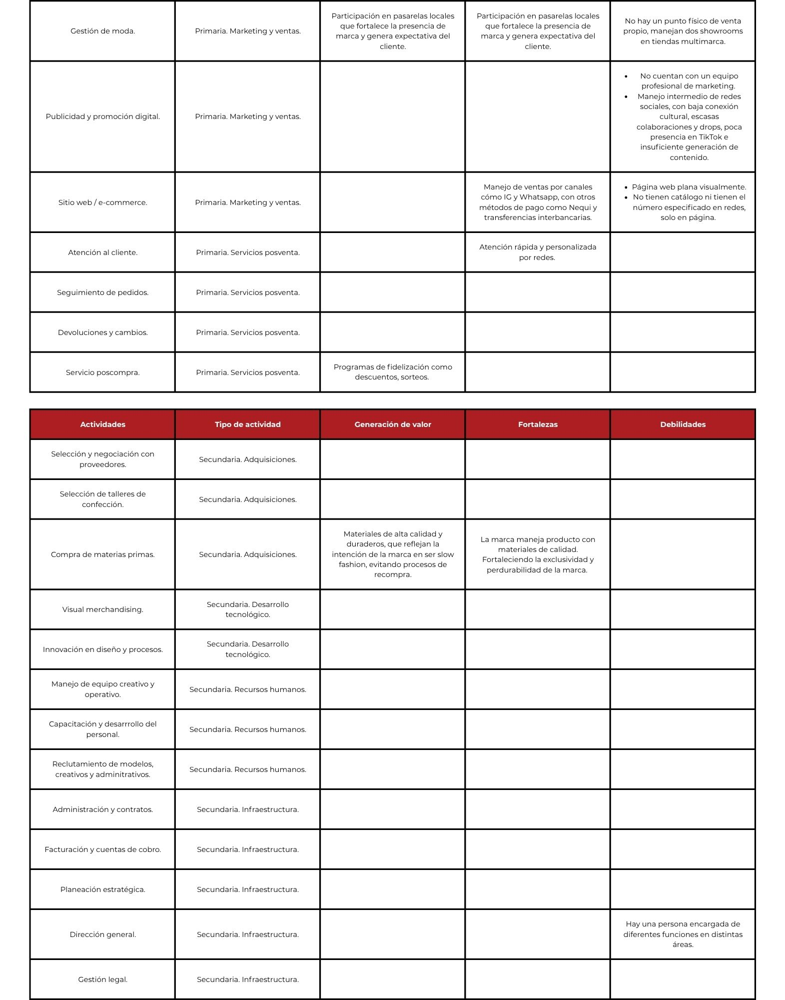 Gestión de moda.
Primaria. Marketing y ventas.
Participación en pasarelas locales
que fortalece la presencia de
marca y genera expectativa del
cliente.
Participación en pasarelas locales
que fortalece la presencia de
marca y genera expectativa del
cliente.
No hay un punto físico de venta
propio, manejan dos showrooms
en tiendas multimarca.
Publicidad y promoción digital.
Primaria. Marketing y ventas.
• No cuentan con un equipo
profesional de marketing.
• Manejo intermedio de redes
sociales, con baja conexión
cultural, escasas
colaboraciones y drops, poca
presencia en TikTok e
insuficiente generación de
contenido.
Sitio web / e-commerce.
Primaria. Marketing y ventas.
Manejo de ventas por canales
cómo IG y Whatsapp, con otros
métodos de pago como Nequi y
transferencias interbancarias.
• Página web plana visualmente.
• No tienen catálogo ni tienen el
número especificado en redes,
solo en página.
Atención al cliente.
Primaria. Servicios posventa.
Atención rápida y personalizada
por redes.
Seguimiento de pedidos.
Primaria. Servicios posventa.
Devoluciones y cambios.
Primaria. Servicios posventa.
Servicio poscompra.
Primaria. Servicios posventa.
Programas de fidelización como
descuentos, sorteos.
Actividades
Tipo de actividad
Generación de valor
Fortalezas
Debilidades
Selección y negociación con
proveedores.
Secundaria. Adquisiciones.
Selección de talleres de
confección.
Secundaria. Adquisiciones.
Compra de materias primas.
Secundaria. Adquisiciones.
Materiales de alta calidad y
duraderos, que reflejan la
intención de la marca en ser slow
fashion, evitando procesos de
recompra.
La marca maneja producto con
materiales de calidad.
Fortaleciendo la exclusividad y
perdurabilidad de la marca.
Visual merchandising.
Secundaria. Desarrollo
tecnológico.
Innovación en diseño y procesos.
Secundaria. Desarrollo
tecnológico.
Manejo de equipo creativo y
operativo.
Secundaria. Recursos humanos.
Capacitación y desarrrollo del
personal.
Secundaria. Recursos humanos.
Reclutamiento de modelos,
creativos y adminitrativos.
Secundaria. Recursos humanos.
Administración y contratos.
Secundaria. Infraestructura.
Facturación y cuentas de cobro.
Secundaria. Infraestructura.
Planeación estratégica.
Secundaria. Infraestructura.
Dirección general.
Secundaria. Infraestructura.
Hay una persona encargada de
diferentes funciones en distintas
áreas.
Gestión legal.
Secundaria. Infraestructura.